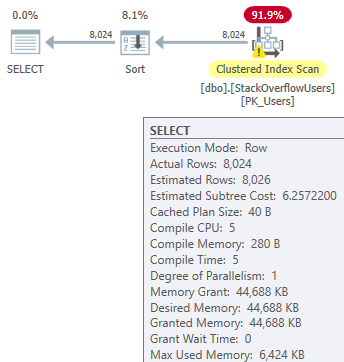 0.0%
8.1%
91.9%
8,024
8,024
SELECT
Sort
Clustered Index Scan
[dbo].[StackOverflowUsers]
[PK_Users]
SELECT
Execution Mode: Row
Actual Rows: 8,024
Estimated Rows: 8,026
Estimated Subtree Cost: 6.2572200
Cached Plan Size: 40 B
Compile CPU: 5
Compile Memory: 280 B
Compile Time: 5
Degree of Parallelism: 1
Memory Grant: 44,688 KB
Desired Memory: 44,688 KB
Granted Memory: 44,688 KB
Grant Wait Time: 0
Max Used Memory: 6,424 KB